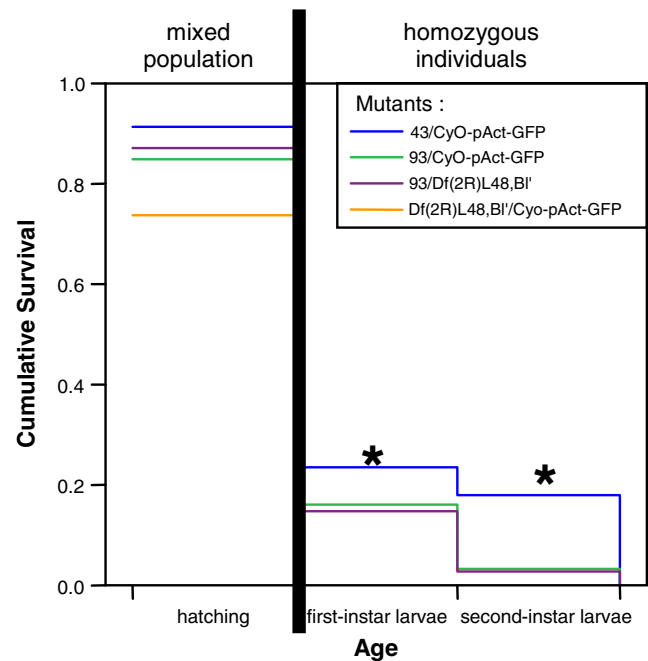 mixed
population
homozygous
individuals
Mutants :
43/CyO-pAct-GFP
93/CyO-pAct-GFP
93/Df(2R)L48,Bl'
Df(2R)L48,Bl'/Cyo-pAct-GFP
Cumulative Survival
1.0
0.8
0.6
0.4
0.2
0.0
*
*
hatching
first-instar larvae
second-instar larvae
Age